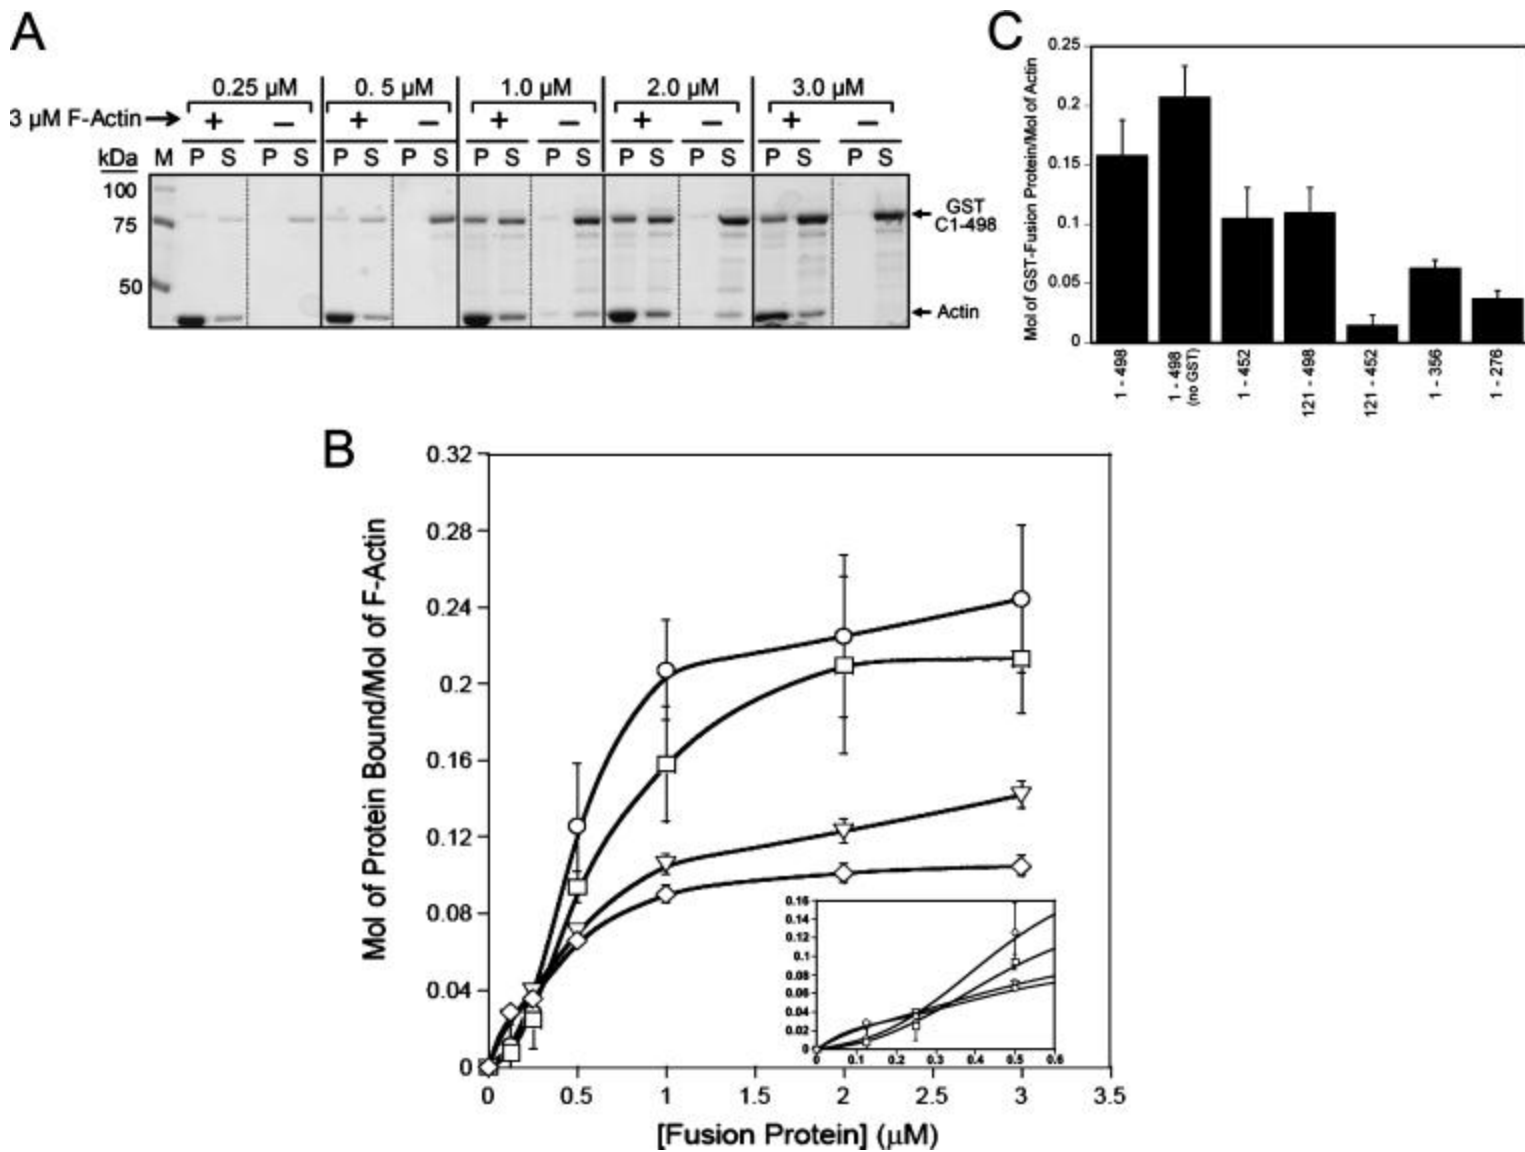 A
0.25 µM 0. 5 µM 1.0 µM 2.0 µM 3.0 µM
3 µM F-Actin + – + – + – + – + –
kDa M P S P S P S P S P S P S P S P S P S P S
100
75
50
GST
C1-498
Actin
C
Mol of GST-Fusion Protein/Mol of Actin
0.25
0.2
0.15
0.1
0.05
0
1 - 498
1 - 498
(no GST)
1 - 452
121 - 498
121 - 452
1 - 356
1 - 276
B
Mol of Protein Bound/Mol of F-Actin
0.32
0.28
0.24
0.2
0.16
0.12
0.08
0.04
0
0 0.5 1 1.5 2 2.5 3 3.5
[Fusion Protein] (µM)
0.16
0.14
0.12
0.1
0.08
0.06
0.04
0.02
0
0 0.1 0.2 0.3 0.4 0.5 0.6